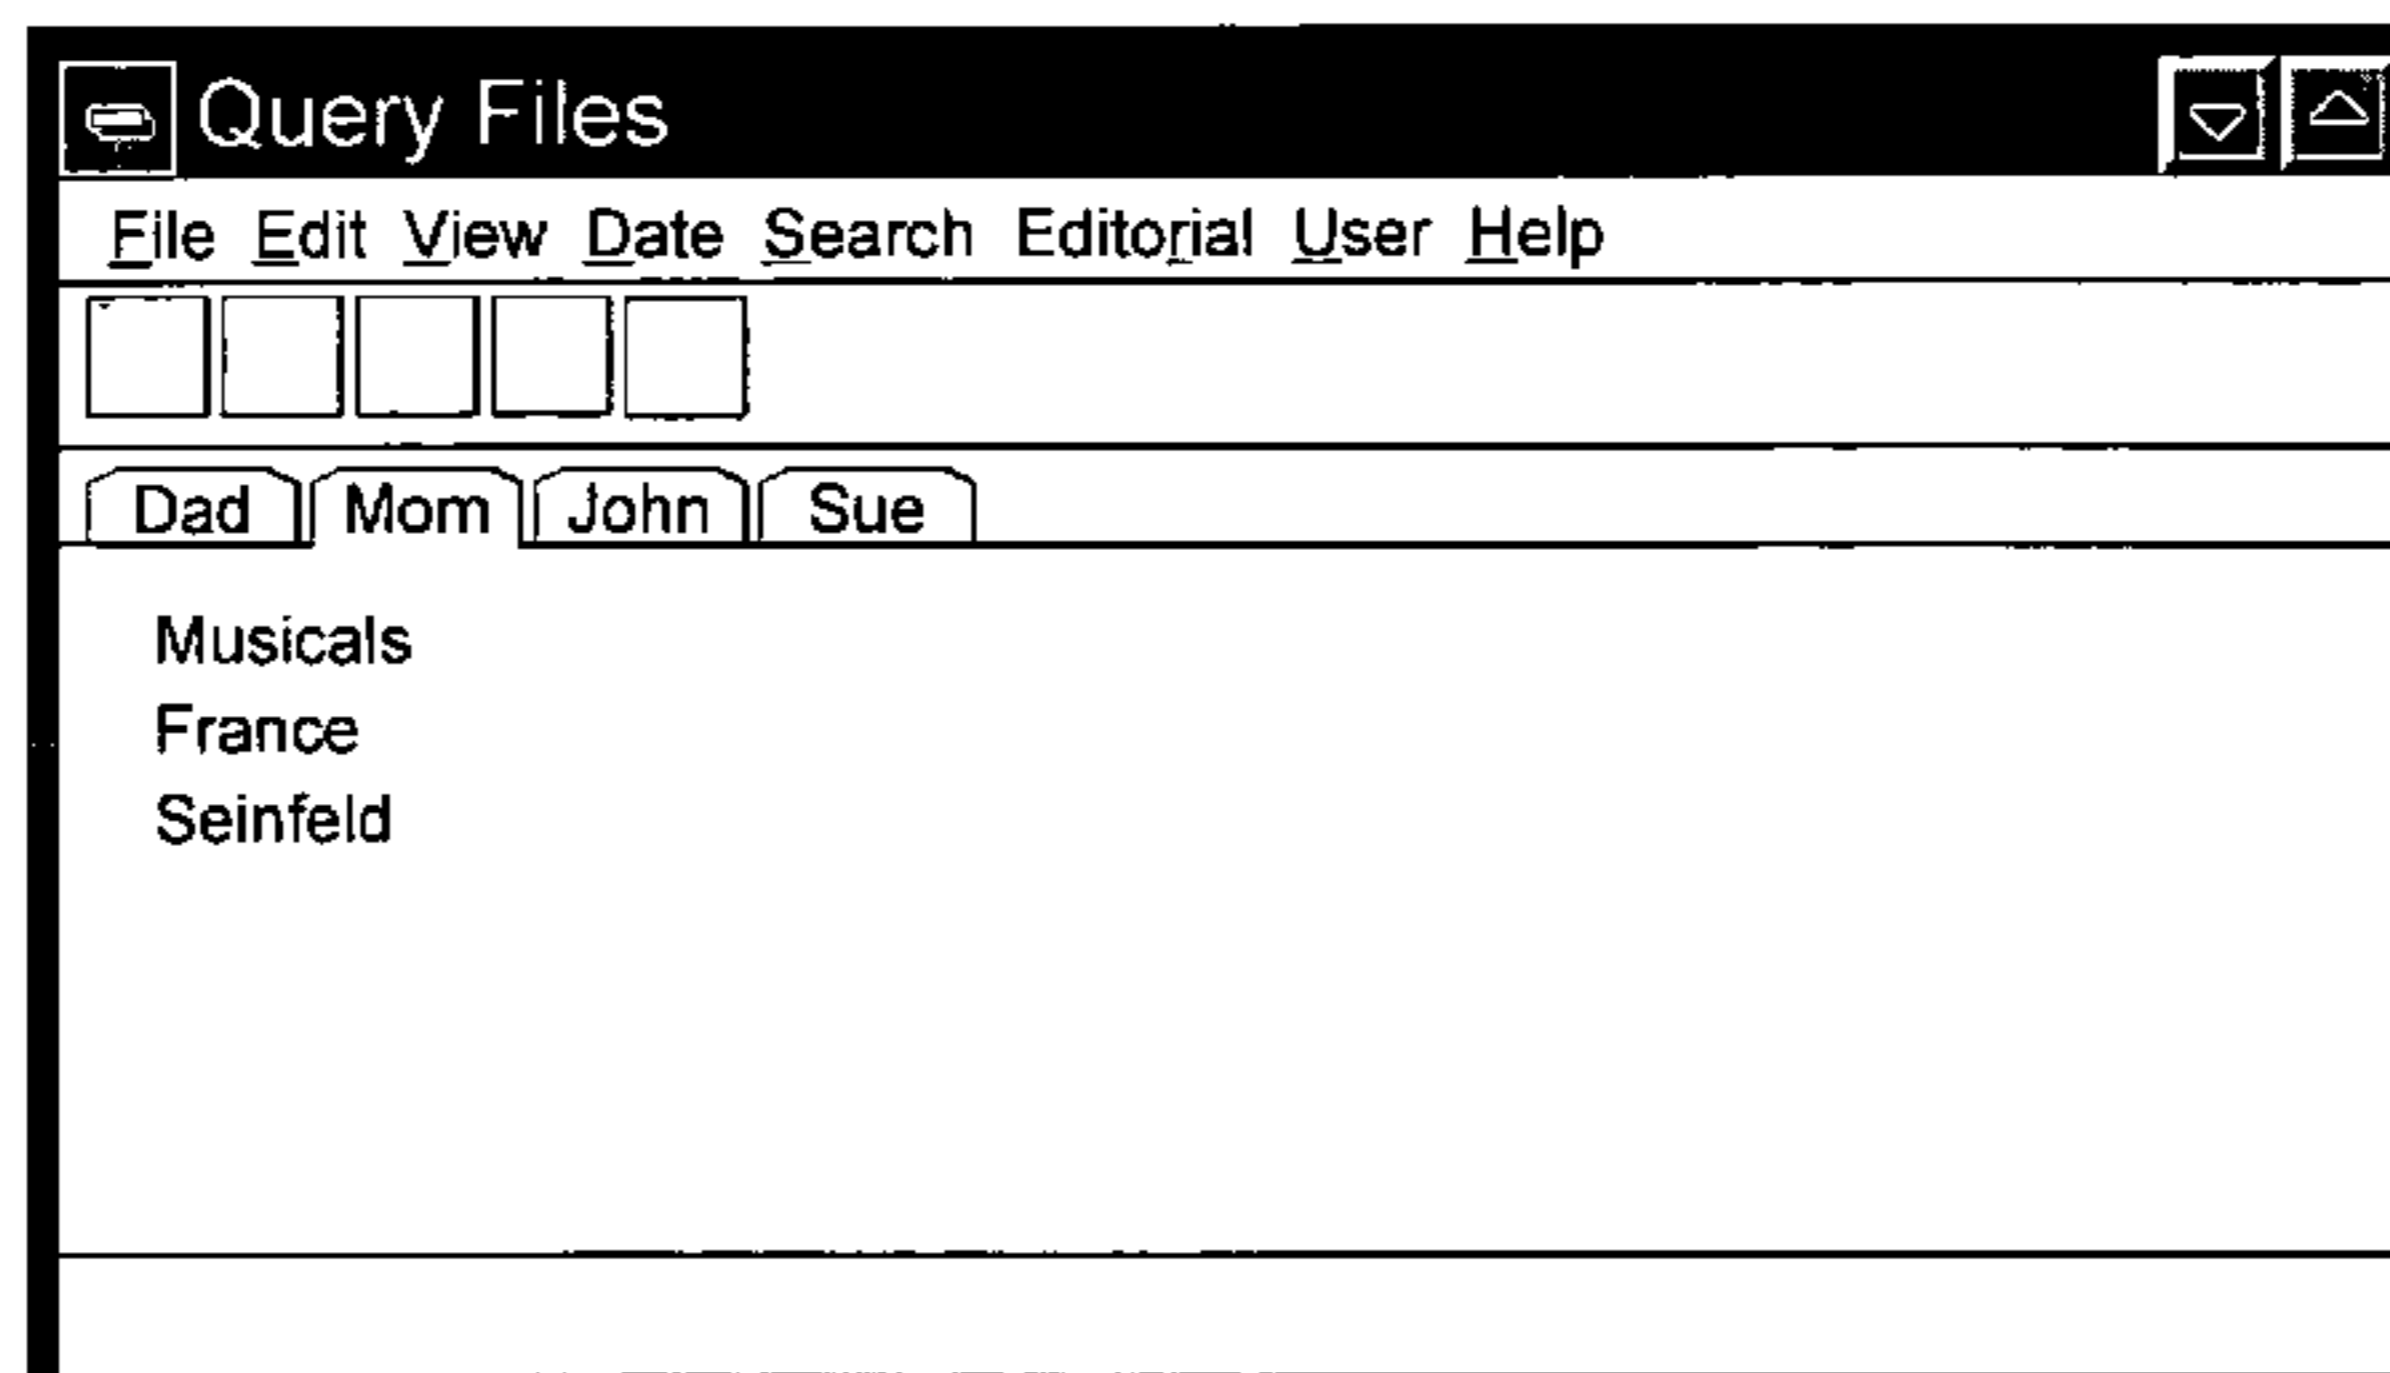 Query Files
File Edit View Date Search Editorial User Help
Dad Mom John Sue
Musicals
France
Seinfeld